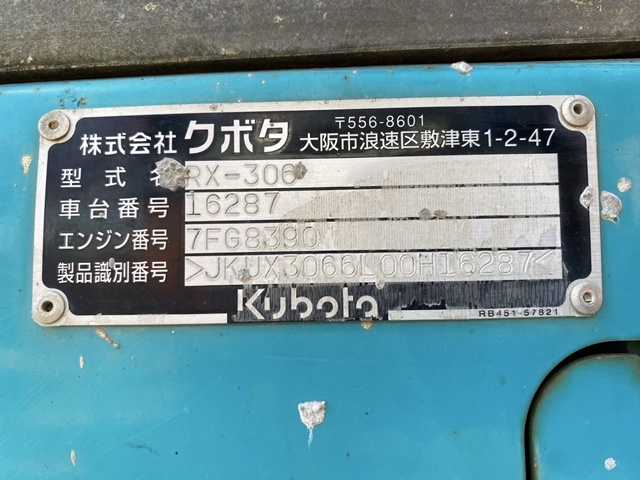 株式会社 クボタ 〒556-8601
大阪市浪速区敷津東1-2-47
型式名 RX-306
車台番号 16287
エンジン番号 7FG8390
製品識別番号 >JKUX3066L00H16287<
Kubota
RB451-57821